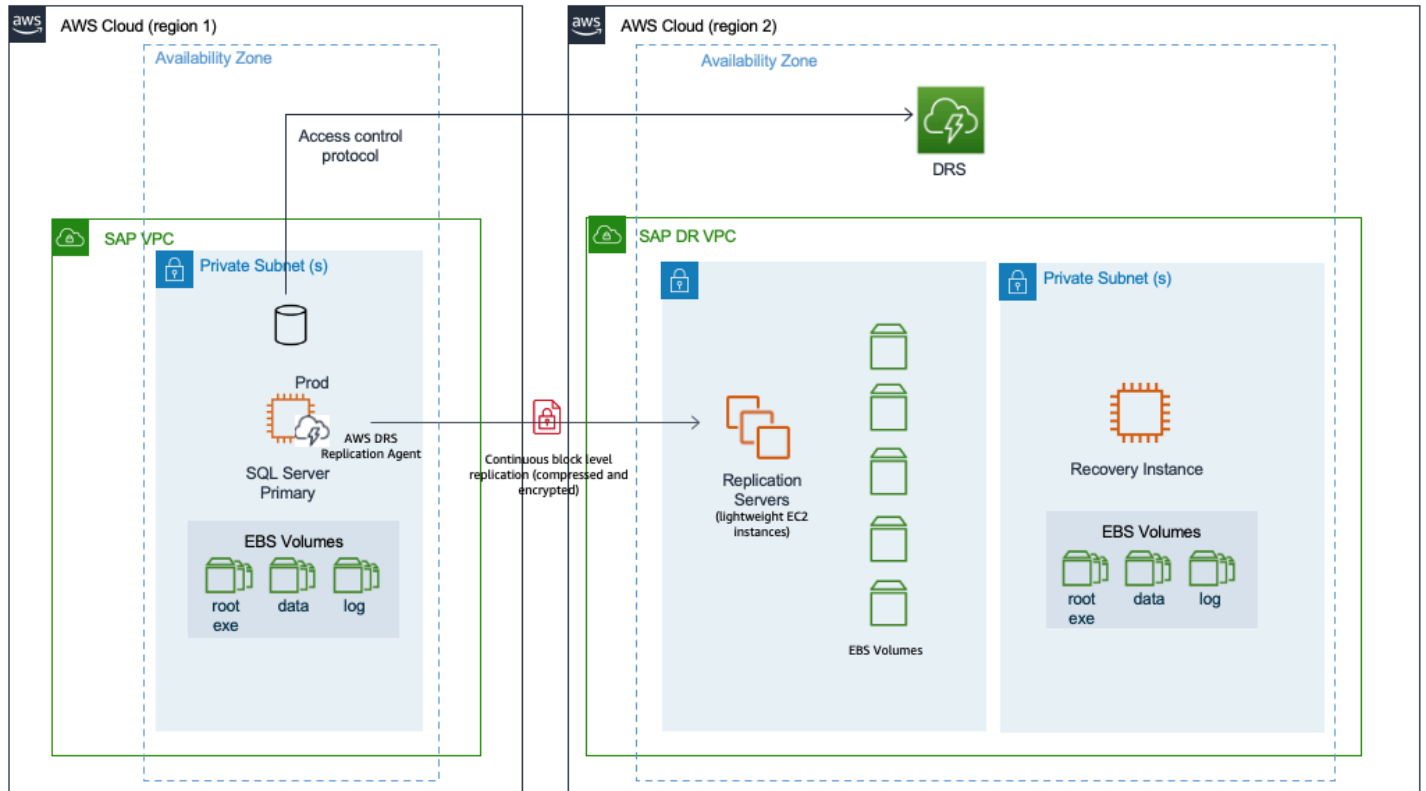 aws
AWS Cloud (region 1)
Availability Zone
Access control
protocol
SAP VPC
Private Subnet (s)
Prod
AWS DRS
Replication Agent
SQL Server
Primary
EBS Volumes
root
exe
data
log
Continuous block level
replication (compressed and
encrypted)
aws
AWS Cloud (region 2)
Availability Zone
DRS
SAP DR VPC
Replication
Servers
(lightweight EC2
instances)
EBS Volumes
Private Subnet (s)
Recovery Instance
EBS Volumes
root
exe
data
log